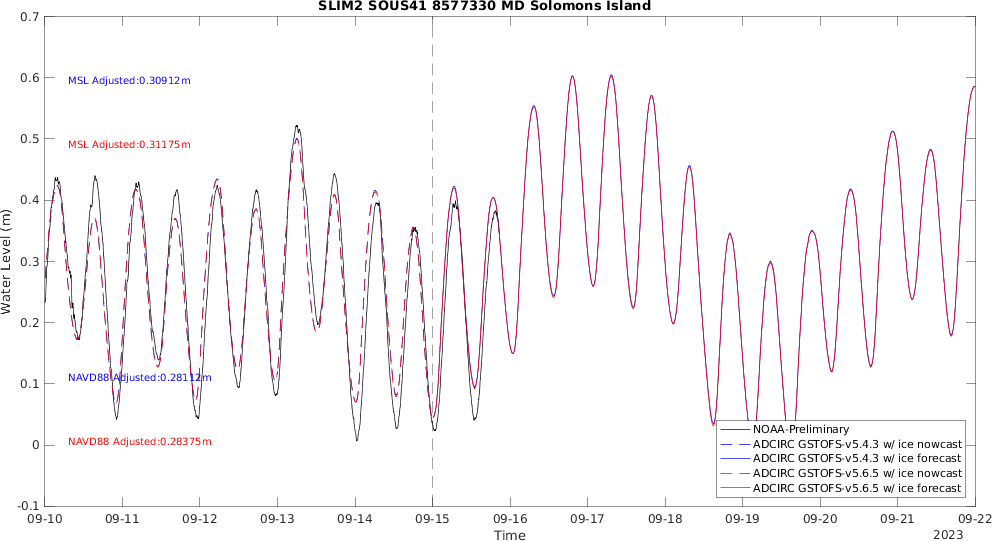 SLIM2 SOUS41 8577330 MD Solomons Island
0.7
0.6
0.5
0.4
0.3
0.2
0.1
0
-0.1
Water Level (m)
MSL Adjusted:0.30912m
MSL Adjusted:0.31175m
NAVD88 Adjusted:0.28112m
NAVD88 Adjusted:0.28375m
NOAA-Preliminary
ADCIRC GSTOFS-v5.4.3 w/ ice nowcast
ADCIRC GSTOFS-v5.4.3 w/ ice forecast
ADCIRC GSTOFS-v5.6.5 w/ ice nowcast
ADCIRC GSTOFS-v5.6.5 w/ ice forecast
09-10 09-11 09-12 09-13 09-14 09-15 09-16 09-17 09-18 09-19 09-20 09-21 09-22
Time
2023